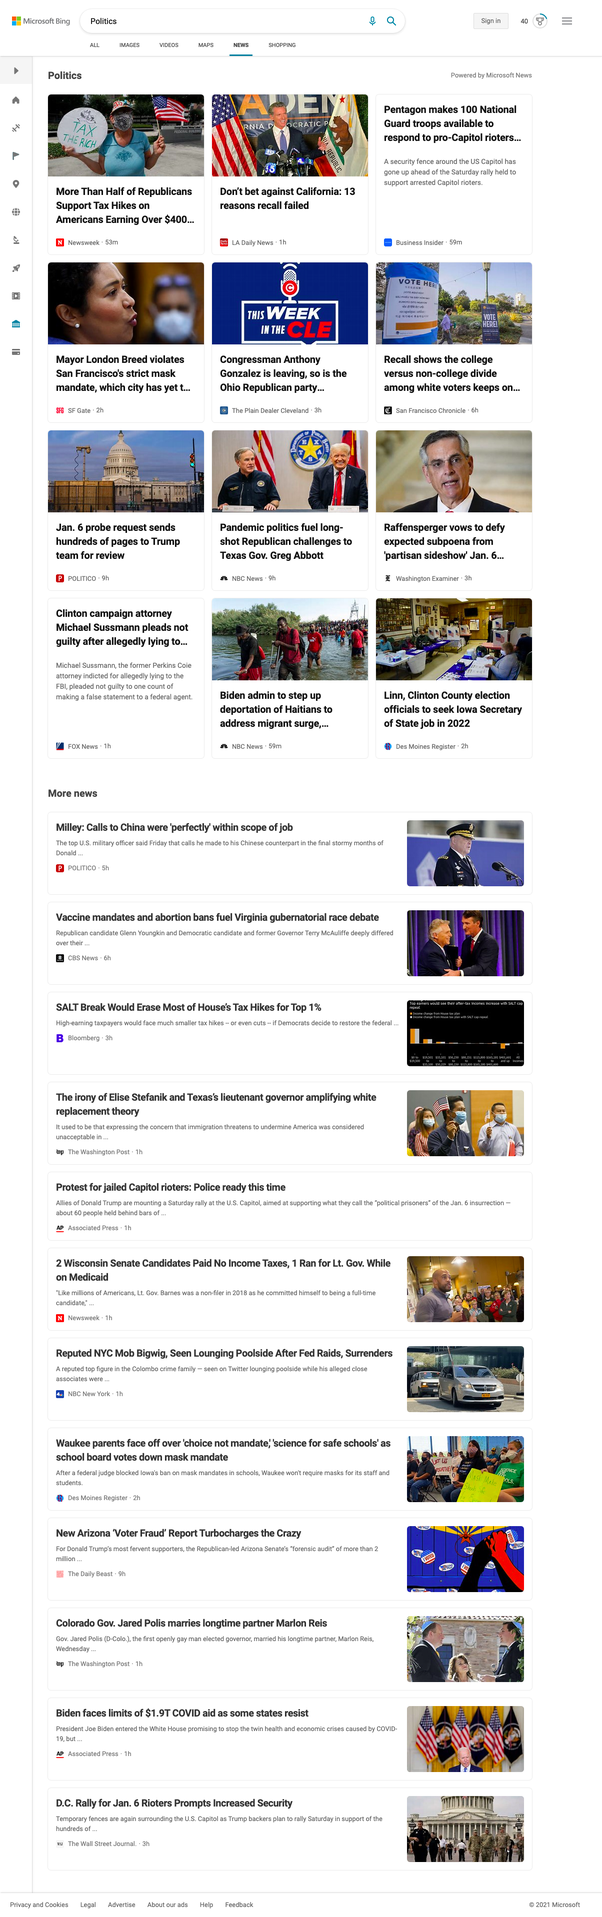 Microsoft Bing
Politics
Sign in
40
ALL IMAGES VIDEOS MAPS NEWS SHOPPING
Politics
Powered by Microsoft News
TAX THE RICH
More Than Half of Republicans
Support Tax Hikes on
Americans Earning Over $400...
Newsweek · 53m
Don't bet against California: 13
reasons recall failed
LA Daily News · 1h
Pentagon makes 100 National
Guard troops available to
respond to pro-Capitol rioters...
A security fence around the US Capitol has
gone up ahead of the Saturday rally held to
support arrested Capitol rioters.
Business Insider · 59m
Mayor London Breed violates
San Francisco's strict mask
mandate, which city has yet t...
SF Gate · 2h
THIS WEEK
IN THE CLE
Congressman Anthony
Gonzalez is leaving, so is the
Ohio Republican party...
The Plain Dealer Cleveland · 3h
VOTE HERE!
VOTE
HERE!
Recall shows the college
versus non-college divide
among white voters keeps on...
San Francisco Chronicle · 6h
Jan. 6 probe request sends
hundreds of pages to Trump
team for review
POLITICO · 9h
Pandemic politics fuel long-
shot Republican challenges to
Texas Gov. Greg Abbott
NBC News · 9h
Raffensperger vows to defy
expected subpoena from
'partisan sideshow' Jan. 6...
Washington Examiner · 3h
Clinton campaign attorney
Michael Sussmann pleads not
guilty after allegedly lying to...
Michael Sussmann, the former Perkins Coie
attorney indicted for allegedly lying to the
FBI, pleaded not guilty to one count of
making a false statement to a federal agent.
FOX News · 1h
Biden admin to step up
deportation of Haitians to
address migrant surge,...
NBC News · 59m
Linn, Clinton County election
officials to seek Iowa Secretary
of State job in 2022
Des Moines Register · 2h
More news
Milley: Calls to China were 'perfectly' within scope of job
The top U.S. military officer said Friday that calls he made to his Chinese counterpart in the final stormy months of
Donald ...
POLITICO · 5h
Vaccine mandates and abortion bans fuel Virginia gubernatorial race debate
Republican candidate Glenn Youngkin and Democratic candidate and former Governor Terry McAuliffe deeply differed
over their ...
CBS News · 6h
SALT Break Would Erase Most of House's Tax Hikes for Top 1%
High-earning taxpayers would face much smaller tax hikes -- or even cuts -- if Democrats decide to restore the federal ...
Bloomberg · 3h
The irony of Elise Stefanik and Texas's lieutenant governor amplifying white
replacement theory
It used to be that expressing the concern that immigration threatens to undermine America was considered
unacceptable in ...
The Washington Post · 1h
Protest for jailed Capitol rioters: Police ready this time
Allies of Donald Trump are mounting a Saturday rally at the U.S. Capitol, aimed at supporting what they call the "political prisoners" of the Jan. 6 insurrection —
about 60 people held behind bars of ...
Associated Press · 1h
2 Wisconsin Senate Candidates Paid No Income Taxes, 1 Ran for Lt. Gov. While
on Medicaid
"Like millions of Americans, Lt. Gov. Barnes was a non-filer in 2018 as he committed himself to being a full-time
candidate," ...
Newsweek · 1h
Reputed NYC Mob Bigwig, Seen Lounging Poolside After Fed Raids, Surrenders
A reputed top figure in the Colombo crime family — seen on Twitter lounging poolside while his alleged close
associates were ...
NBC New York · 1h
Waukee parents face off over 'choice not mandate,' 'science for safe schools' as
school board votes down mask mandate
After a federal judge blocked Iowa's ban on mask mandates in schools, Waukee won't require masks for its staff and
students.
Des Moines Register · 2h
New Arizona 'Voter Fraud' Report Turbocharges the Crazy
For Donald Trump's most fervent supporters, the Republican-led Arizona Senate's "forensic audit" of more than 2
million ...
The Daily Beast · 9h
Colorado Gov. Jared Polis marries longtime partner Marlon Reis
Gov. Jared Polis (D-Colo.), the first openly gay man elected governor, married his longtime partner, Marlon Reis,
Wednesday ...
The Washington Post · 1h
Biden faces limits of $1.9T COVID aid as some states resist
President Joe Biden entered the White House promising to stop the twin health and economic crises caused by COVID-
19, but ...
Associated Press · 1h
D.C. Rally for Jan. 6 Rioters Prompts Increased Security
Temporary fences are again surrounding the U.S. Capitol as Trump backers plan to rally Saturday in support of the
hundreds of ...
The Wall Street Journal. · 3h
Privacy and Cookies Legal Advertise About our ads Help Feedback
© 2021 Microsoft